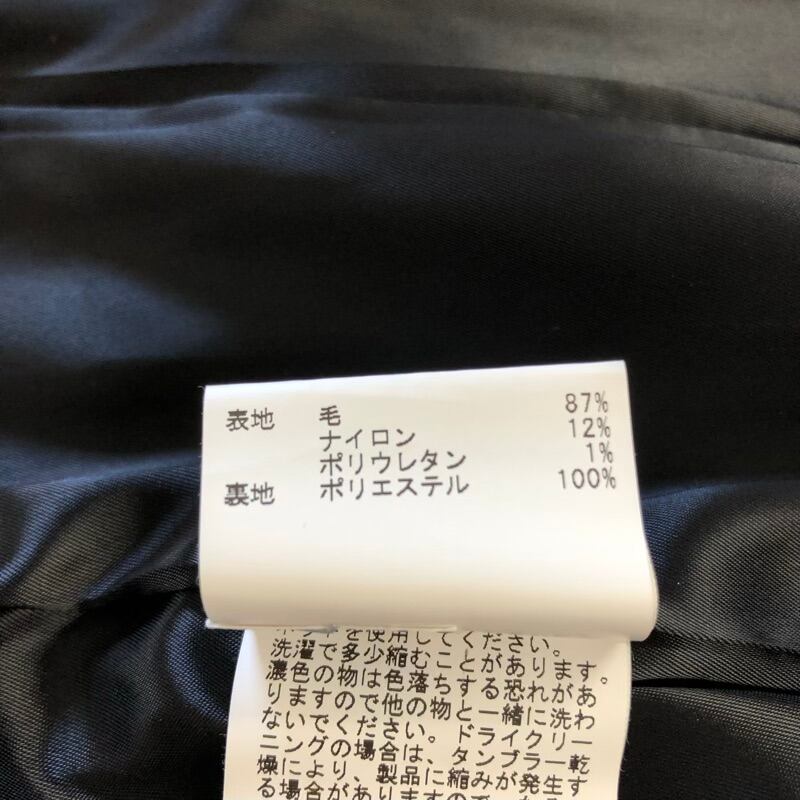 表地 毛 87%
ナイロン 12%
ポリウレタン 1%
裏地 ポリエステル 100%
を使用してください。
洗濯で多少縮むことがあります。
濃色の物は色落ちする恐れがあ
りますので他の物と一緒に洗わ
ないでください。ドライクリー
ニングの場合は、タンブラー乾
燥により、製品に縮みが発生す
る場合がありますので